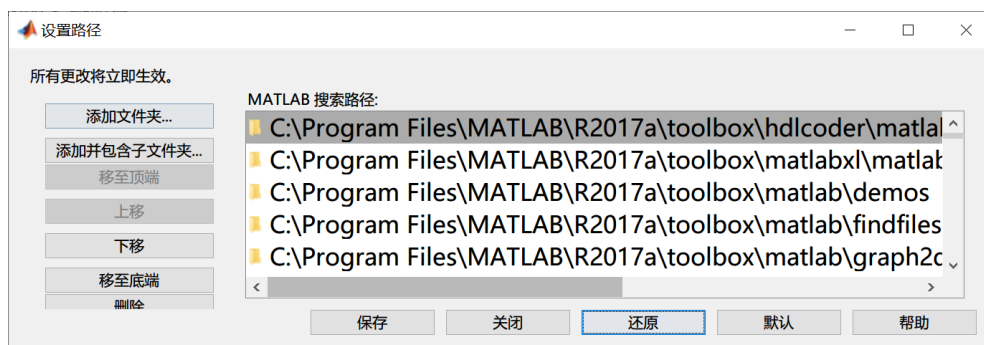 设置路径
所有更改将立即生效。
MATLAB 搜索路径:
添加文件夹...
添加并包含子文件夹...
移至顶端
上移
下移
移至底端
删除
C:\Program Files\MATLAB\R2017a\toolbox\hdlcoder\matlal
C:\Program Files\MATLAB\R2017a\toolbox\matlabxl\matlab
C:\Program Files\MATLAB\R2017a\toolbox\matlab\demos
C:\Program Files\MATLAB\R2017a\toolbox\matlab\findfiles
C:\Program Files\MATLAB\R2017a\toolbox\matlab\graph2d
保存
关闭
还原
默认
帮助